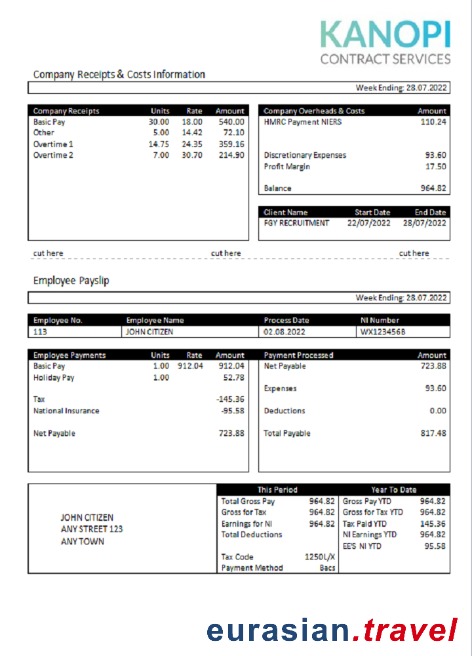 KANOPI
CONTRACT SERVICES
Company Receipts & Costs Information
Week Ending: 28.07.2022
Company Receipts Units Rate Amount
Basic Pay 30.00 18.00 540.00
Other 5.00 14.42 72.10
Overtime 1 14.75 24.35 359.16
Overtime 2 7.00 30.70 214.90
Company Overheads & Costs Amount
HMRC Payment NIERS 110.24
Discretionary Expenses 93.60
Profit Margin 17.50
Balance 964.82
Client Name Start Date End Date
FGY RECRUITMENT 22/07/2022 28/07/2022
cut here cut here cut here
Employee Payslip
Week Ending: 28.07.2022
Employee No. Employee Name Process Date NI Number
113 JOHN CITIZEN 02.08.2022 WX123456B
Employee Payments Units Rate Amount
Basic Pay 1.00 912.04 912.04
Holiday Pay 1.00 52.78
Tax -145.36
National Insurance -95.58
Net Payable 723.88
Payment Processed Amount
Net Payable 723.88
Expenses 93.60
Deductions 0.00
Total Payable 817.48
JOHN CITIZEN
ANY STREET 123
ANY TOWN
This Period
Total Gross Pay 964.82
Gross for Tax 964.82
Earnings for NI 964.82
Total Deductions
Tax Code 1250L/X
Payment Method Bacs
Year To Date
Gross Pay YTD 964.82
Gross for Tax YTD 964.82
Tax Paid YTD 145.36
NI Earnings YTD 964.82
EE'S NI YTD 95.58
eurasian.travel